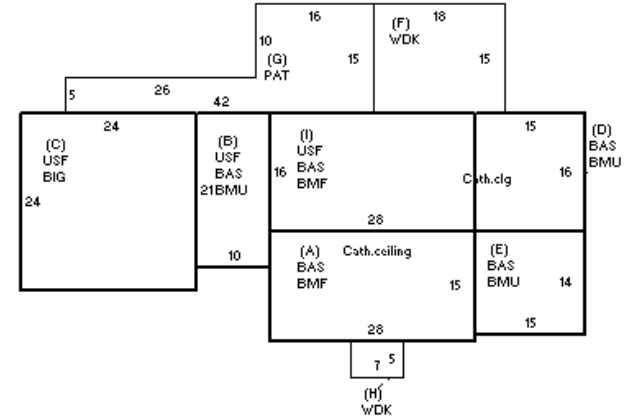 16
(F)
WDK
18
10
(G)
PAT
15
15
5
26
42
24
(C)
USF
BIG
24
(B)
USF
BAS
21BMU
10
(I)
USF
BAS
BMF
16
28
15
Cath.clg
16
(D)
BAS
BMU
(A)
BAS
BMF
Cath.ceiling
15
28
(E)
BAS
BMU
14
15
7
5
(H)
WDK